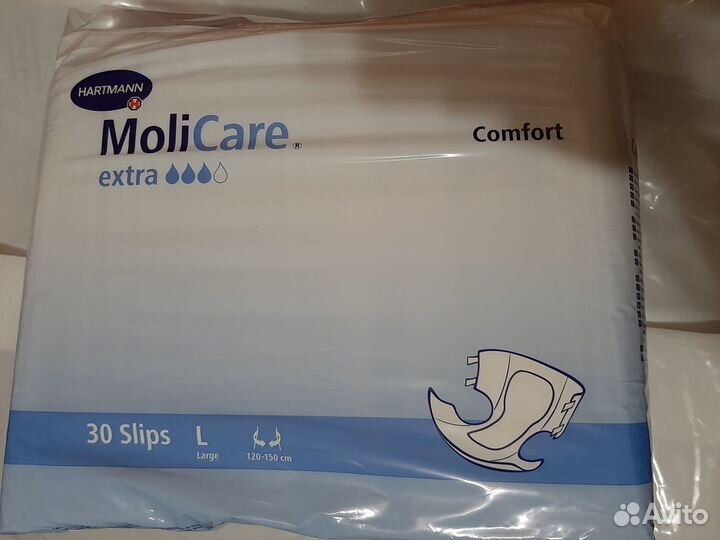 HARTMANN
MoliCare®
Comfort
extra
30 Slips L
Large 120-150 cm
Avito